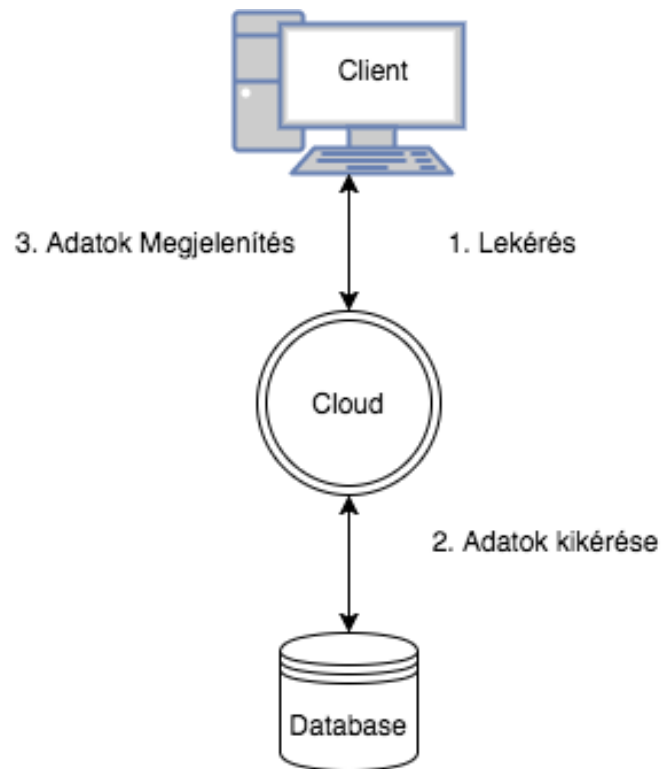 Client
3. Adatok Megjelenítés
1. Lekérés
Cloud
2. Adatok kikérése
Database